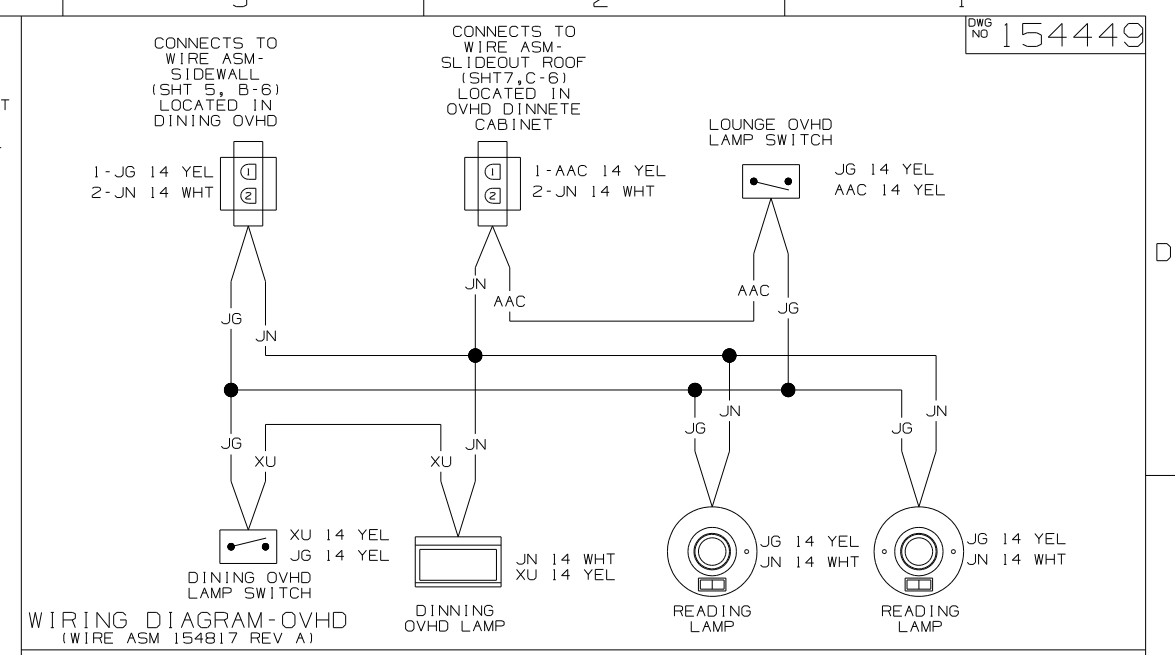 DWG
NO 154449
CONNECTS TO
WIRE ASM-
SIDEWALL
(SHT 5, B-6)
LOCATED IN
DINING OVHD
CONNECTS TO
WIRE ASM-
SLIDEOUT ROOF
(SHT7,C-6)
LOCATED IN
OVHD DINNETE
CABINET
LOUNGE OVHD
LAMP SWITCH
1-JG 14 YEL
2-JN 14 WHT
1
2
1
2
1-AAC 14 YEL
2-JN 14 WHT
JG 14 YEL
AAC 14 YEL
D
JN
AAC
AAC
JG
JG
JN
JN
JN
JG
JG
JG
JN
XU
XU
XU 14 YEL
JG 14 YEL
JN 14 WHT
XU 14 YEL
JG 14 YEL
JN 14 WHT
JG 14 YEL
JN 14 WHT
DINING OVHD
LAMP SWITCH
DINNING
OVHD LAMP
READING
LAMP
READING
LAMP
WIRING DIAGRAM-OVHD
(WIRE ASM 154817 REV A)